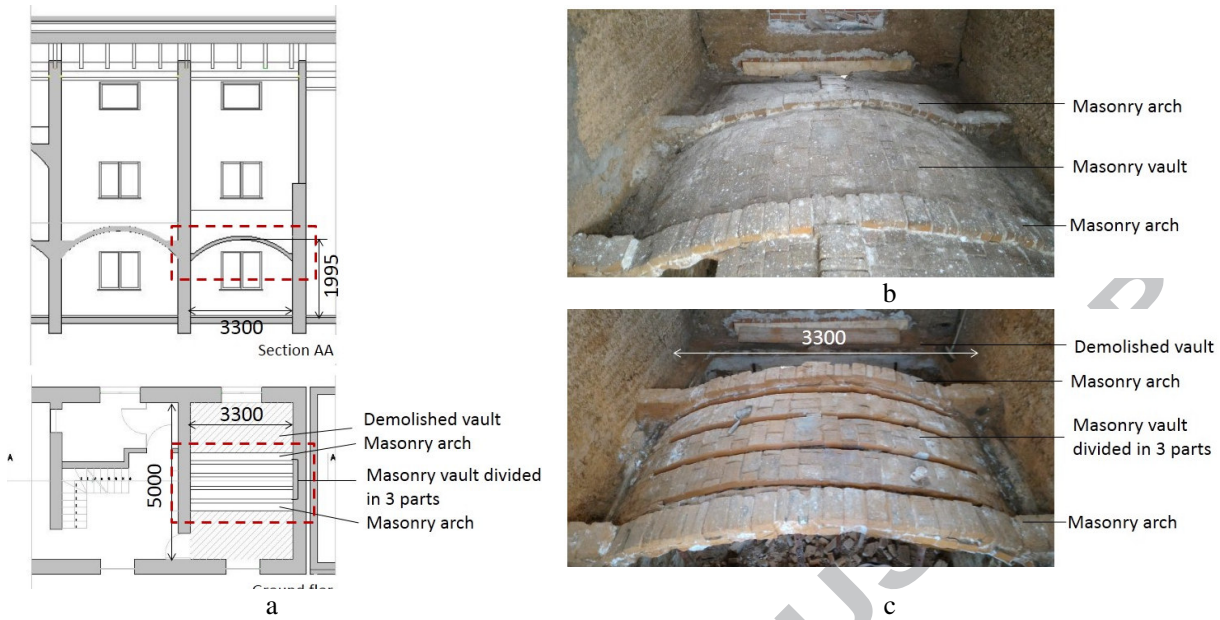 1995
3300
Section AA
A
3300
5000
A
Demolished vault
Masonry arch
Masonry vault divided
in 3 parts
Masonry arch
a
Masonry arch
Masonry vault
Masonry arch
b
3300
Demolished vault
Masonry arch
Masonry vault
divided in 3 parts
Masonry arch
c